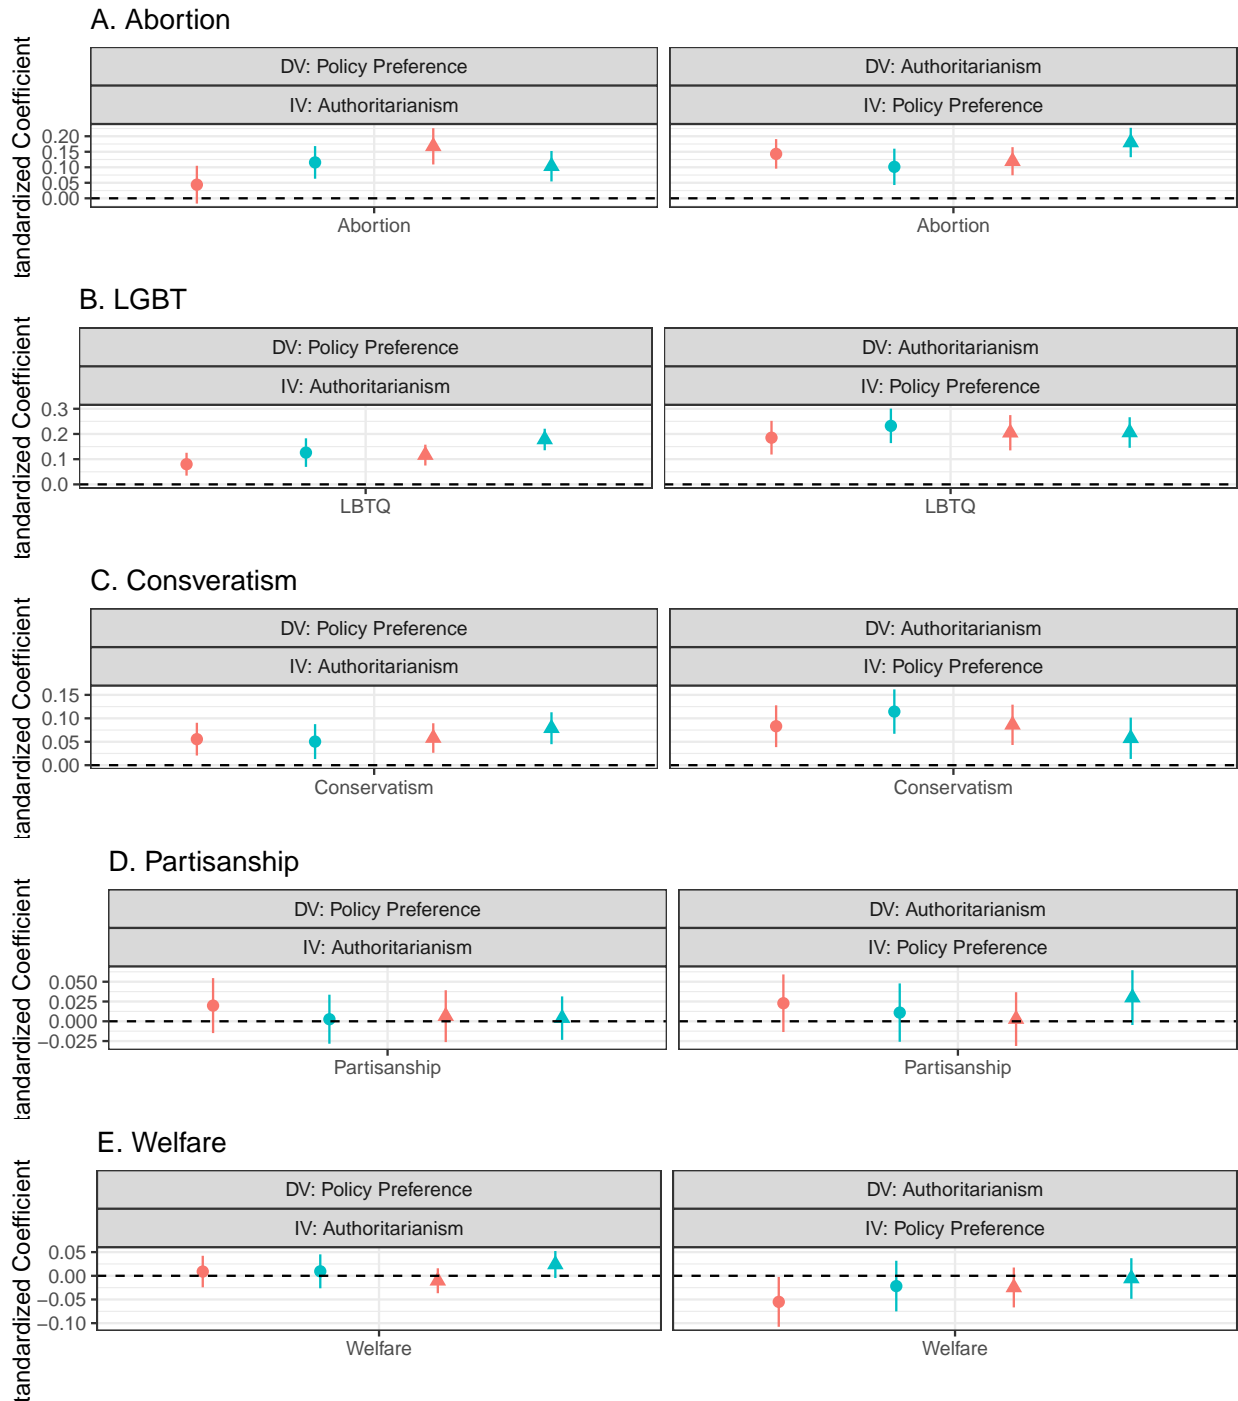 A. Abortion
tandardized Coefficient
DV: Policy Preference
DV: Authoritarianism
IV: Authoritarianism
IV: Policy Preference
0.20
0.15
0.10
0.05
0.00
Abortion
Abortion
B. LGBT
tandardized Coefficient
DV: Policy Preference
DV: Authoritarianism
IV: Authoritarianism
IV: Policy Preference
0.3
0.2
0.1
0.0
LBTQ
LBTQ
C. Consveratism
tandardized Coefficient
DV: Policy Preference
DV: Authoritarianism
IV: Authoritarianism
IV: Policy Preference
0.15
0.10
0.05
0.00
Conservatism
Conservatism
D. Partisanship
tandardized Coefficient
DV: Policy Preference
DV: Authoritarianism
IV: Authoritarianism
IV: Policy Preference
0.050
0.025
0.000
−0.025
Partisanship
Partisanship
E. Welfare
tandardized Coefficient
DV: Policy Preference
DV: Authoritarianism
IV: Authoritarianism
IV: Policy Preference
0.05
0.00
−0.05
−0.10
Welfare
Welfare